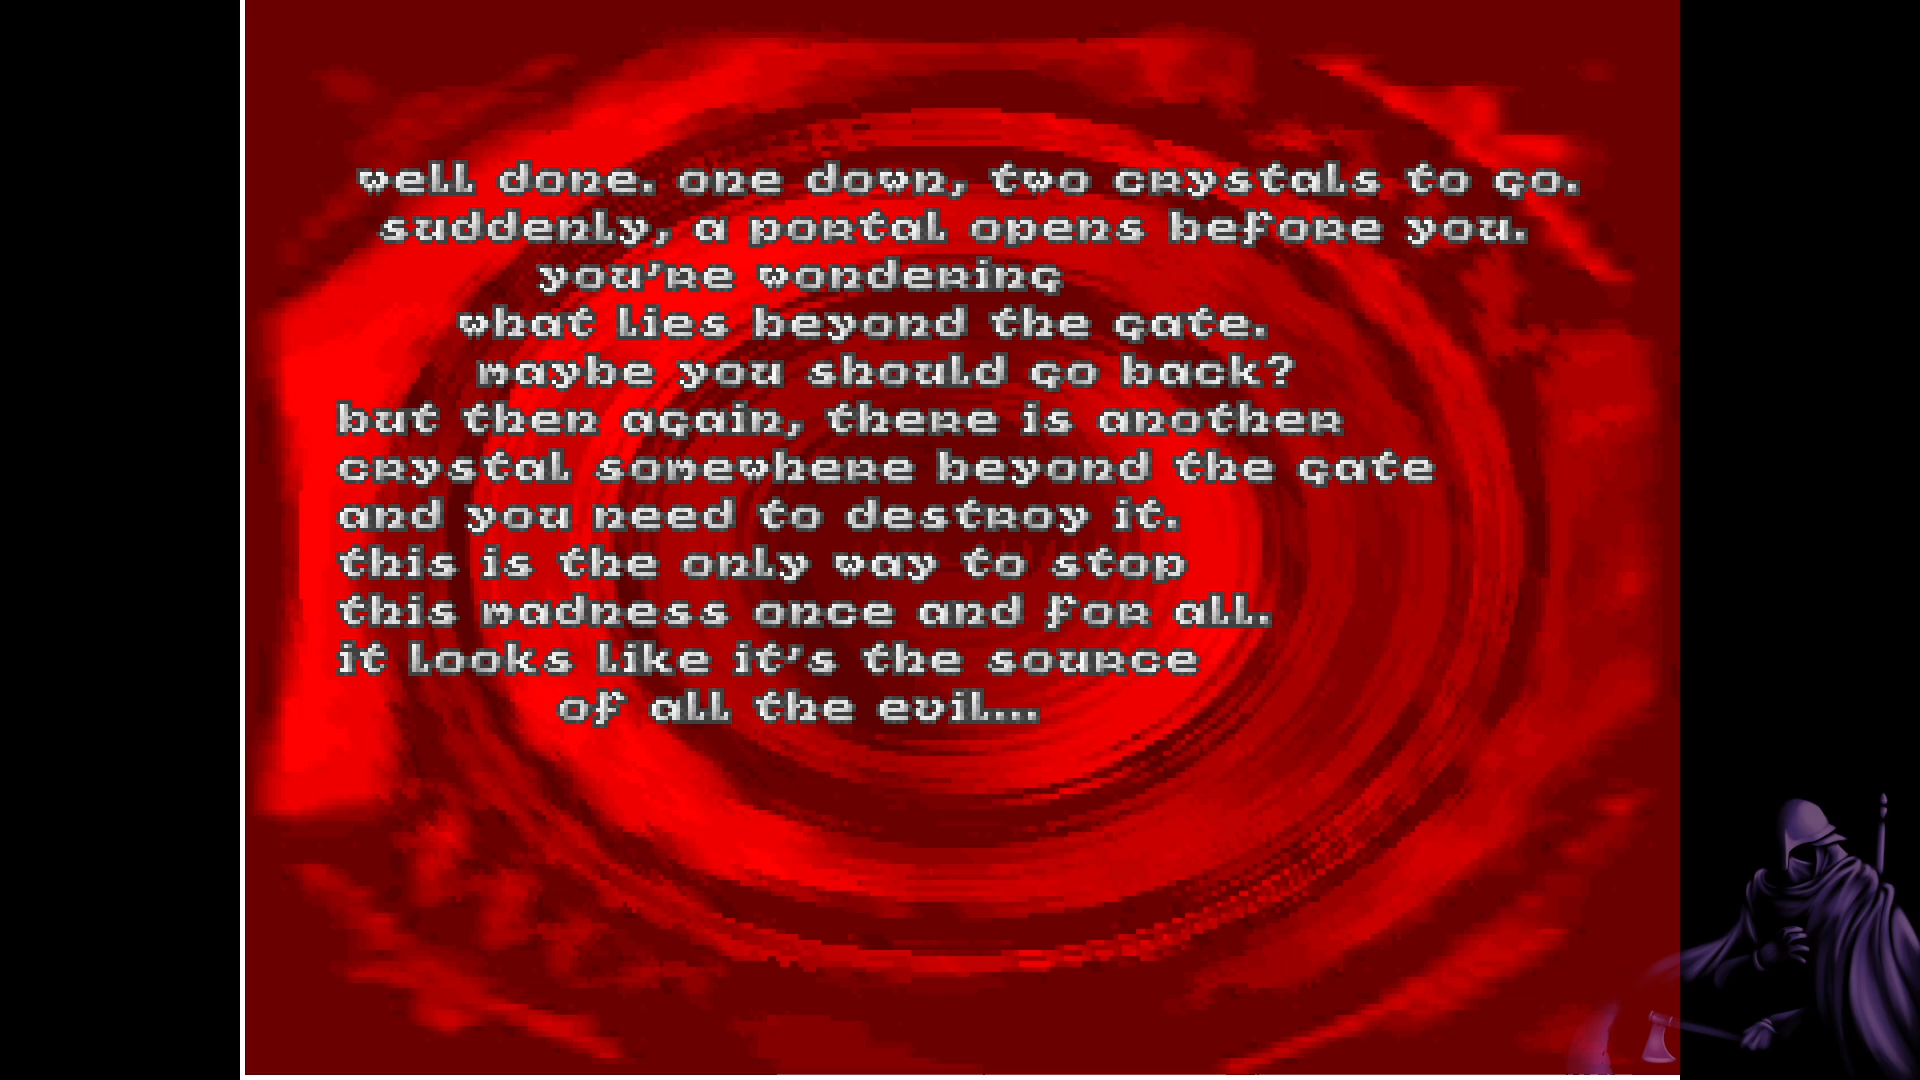 well done. one down, two crystals to go.
suddenly, a portal opens before you.
you're wondering
what lies beyond the gate.
maybe you should go back?
but then again, there is another
crystal somewhere beyond the gate
and you need to destroy it.
this is the only way to stop
this madness once and for all.
it looks like it's the source
of all the evil...